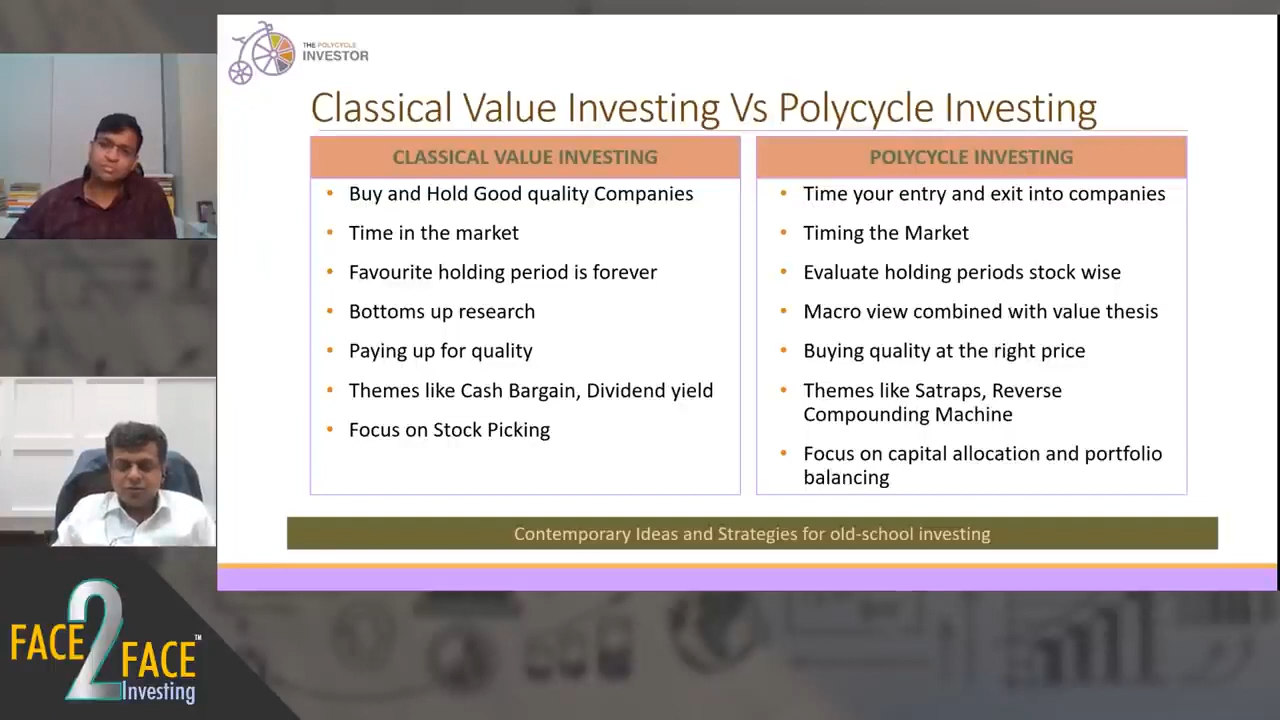 THE POLYCYCLE
INVESTOR
Classical Value Investing Vs Polycycle Investing
CLASSICAL VALUE INVESTING
• Buy and Hold Good quality Companies
• Time in the market
• Favourite holding period is forever
• Bottoms up research
• Paying up for quality
• Themes like Cash Bargain, Dividend yield
• Focus on Stock Picking
POLYCYCLE INVESTING
• Time your entry and exit into companies
• Timing the Market
• Evaluate holding periods stock wise
• Macro view combined with value thesis
• Buying quality at the right price
• Themes like Satraps, Reverse
Compounding Machine
• Focus on capital allocation and portfolio
balancing
Contemporary Ideas and Strategies for old-school investing
FACE 2 FACE™
Investing